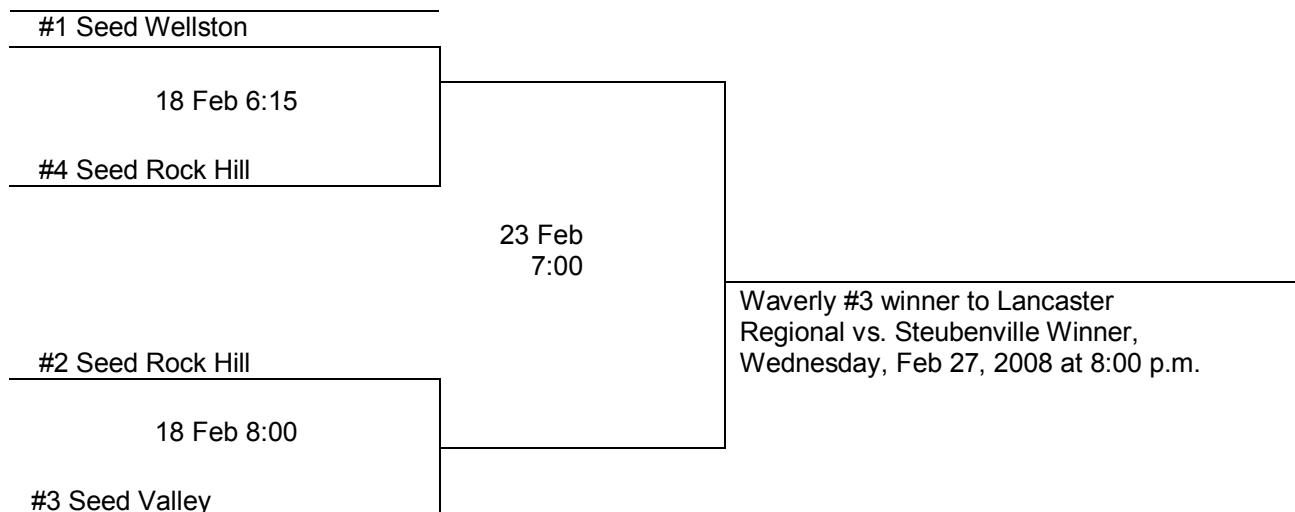 #1 Seed Wellston
18 Feb 6:15
#4 Seed Rock Hill
23 Feb
7:00
Waverly #3 winner to Lancaster
Regional vs. Steubenville Winner,
Wednesday, Feb 27, 2008 at 8:00 p.m.
#2 Seed Rock Hill
18 Feb 8:00
#3 Seed Valley